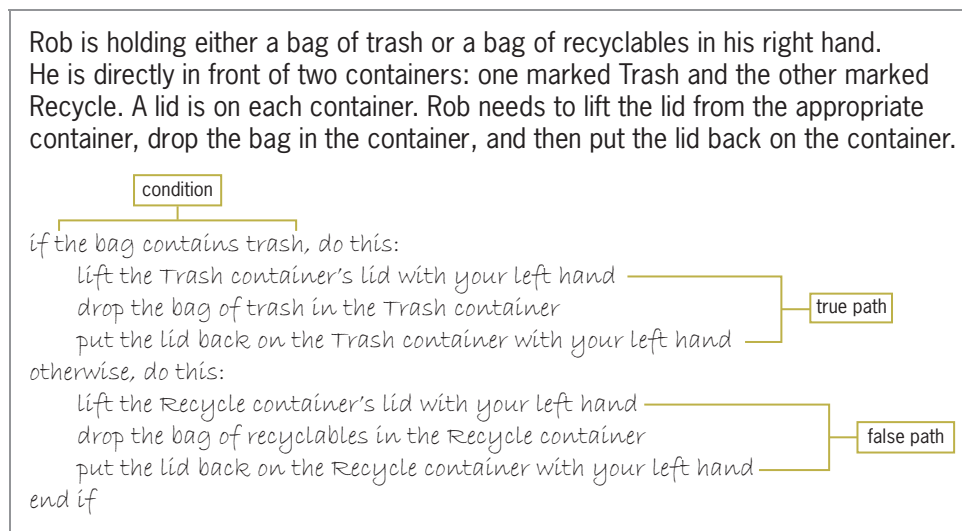 Rob is holding either a bag of trash or a bag of recyclables in his right hand.
He is directly in front of two containers: one marked Trash and the other marked
Recycle. A lid is on each container. Rob needs to lift the lid from the appropriate
container, drop the bag in the container, and then put the lid back on the container.
condition
if the bag contains trash, do this:
lift the Trash container's lid with your left hand
drop the bag of trash in the Trash container
true path
put the lid back on the Trash container with your left hand
otherwise, do this:
lift the Recycle container's lid with your left hand
drop the bag of recyclables in the Recycle container
false path
put the lid back on the Recycle container with your left hand
end if